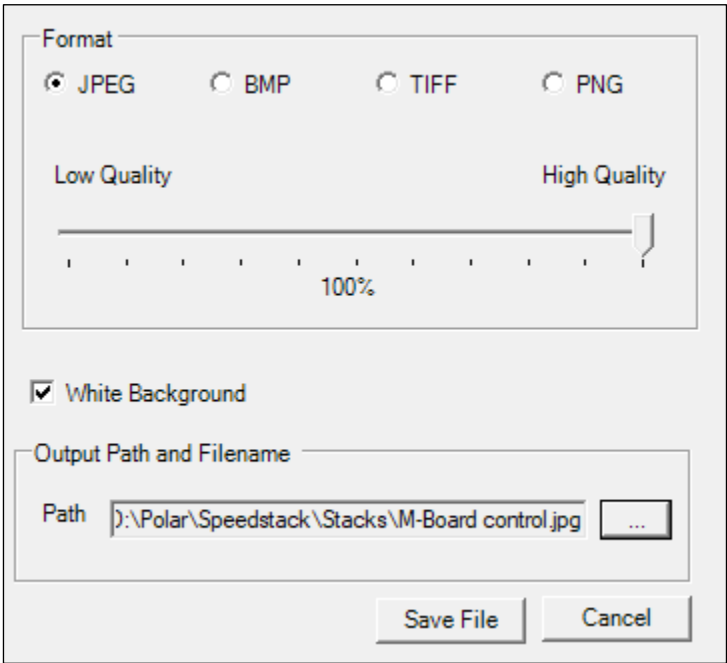 Format
JPEG BMP TIFF PNG
Low Quality High Quality
100%
White Background
Output Path and Filename
Path :\Polar\Speedstack\Stacks\M-Board control.jpg ...
Save File Cancel